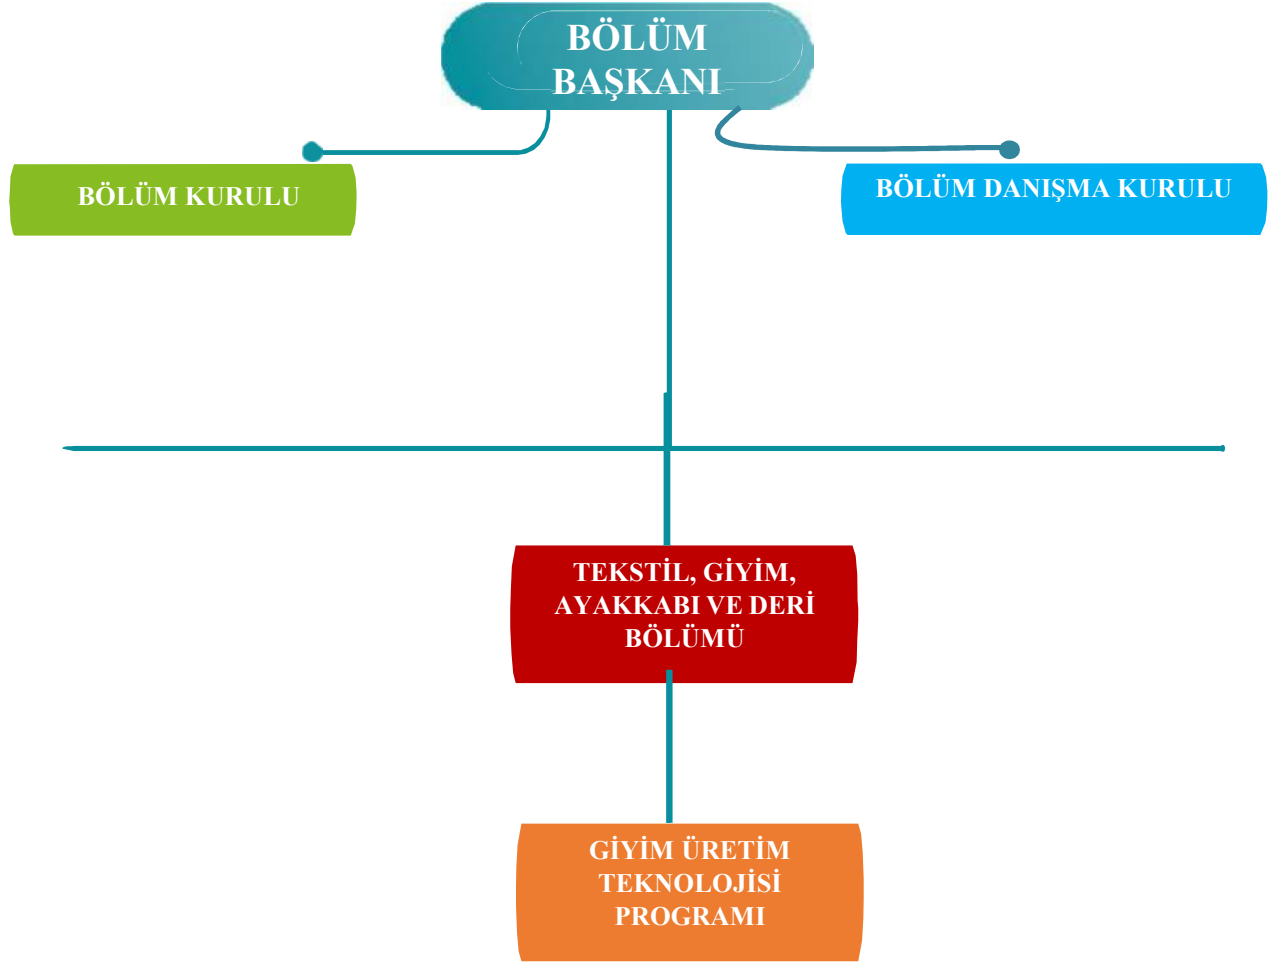 BÖLÜM
BAŞKANI
BÖLÜM KURULU
BÖLÜM DANIŞMA KURULU
TEKSTİL, GİYİM,
AYAKKABI VE DERİ
BÖLÜMÜ
GİYİM ÜRETİM
TEKNOLOJİSİ
PROGRAMI